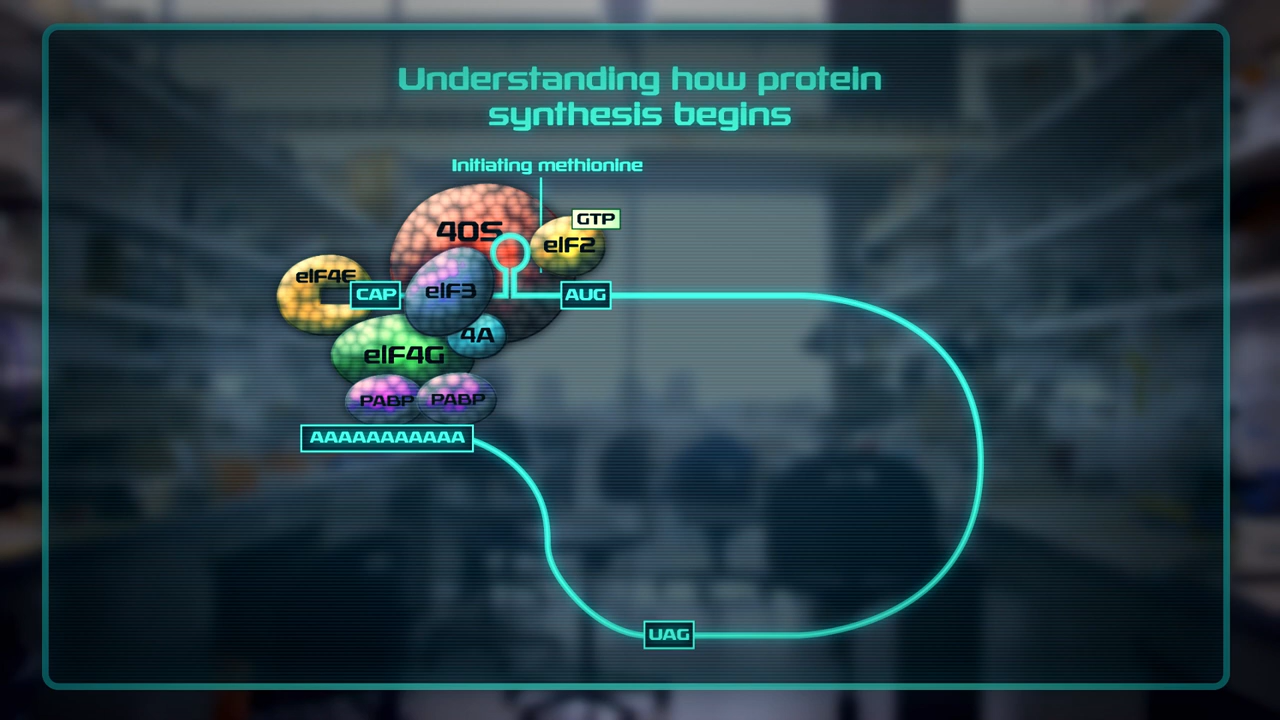 Understanding how protein
synthesis begins
Initiating methionine
40S
GTP
eIF2
eIF4E
CAP
eIF3
AUG
4A
eIF4G
PABP
PABP
AAAAAAAAAAA
UAG